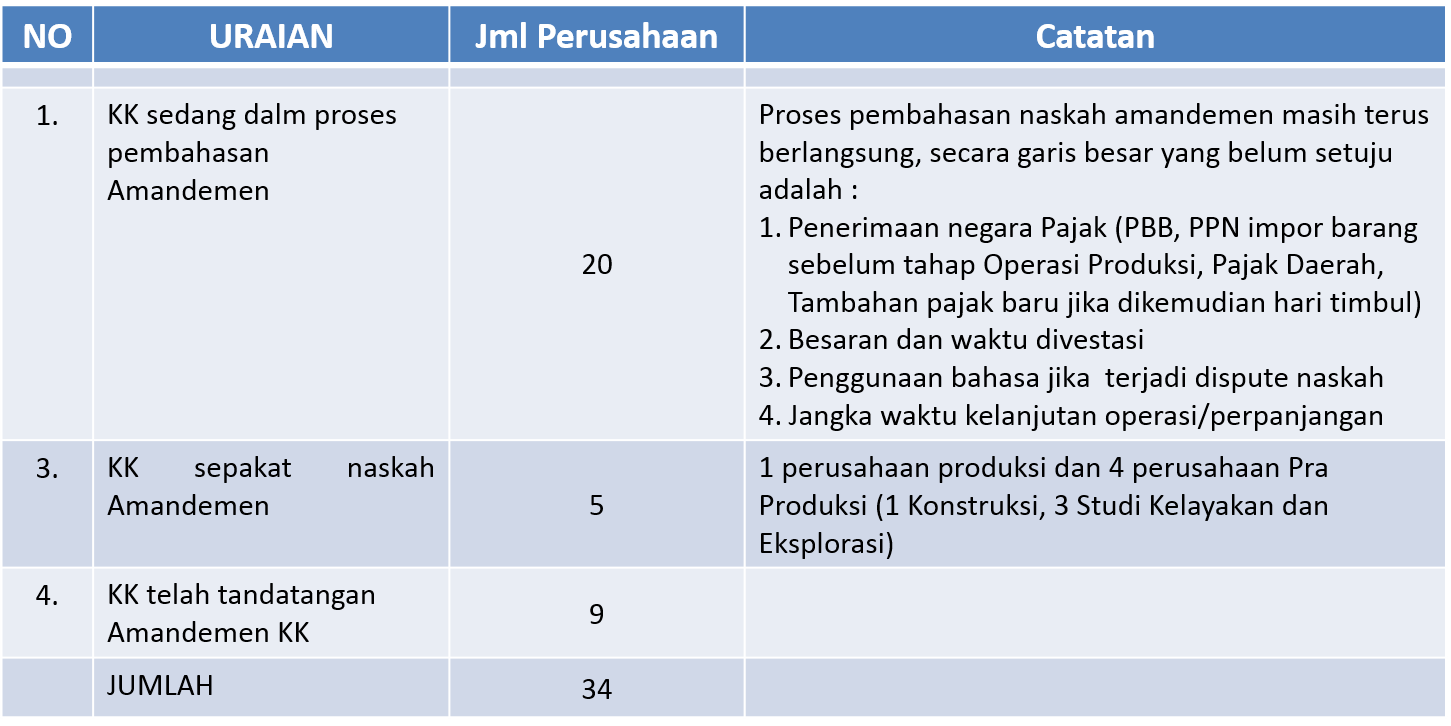 NO URAIAN Jml Perusahaan Catatan
1. KK sedang dalm proses
pembahasan
Amandemen
20
Proses pembahasan naskah amandemen masih terus
berlangsung, secara garis besar yang belum setuju
adalah :
1. Penerimaan negara Pajak (PBB, PPN impor barang
sebelum tahap Operasi Produksi, Pajak Daerah,
Tambahan pajak baru jika dikemudian hari timbul)
2. Besaran dan waktu divestasi
3. Penggunaan bahasa jika terjadi dispute naskah
4. Jangka waktu kelanjutan operasi/perpanjangan
3. KK sepakat naskah
Amandemen
5
1 perusahaan produksi dan 4 perusahaan Pra
Produksi (1 Konstruksi, 3 Studi Kelayakan dan
Eksplorasi)
4. KK telah tandatangan
Amandemen KK
9
JUMLAH 34